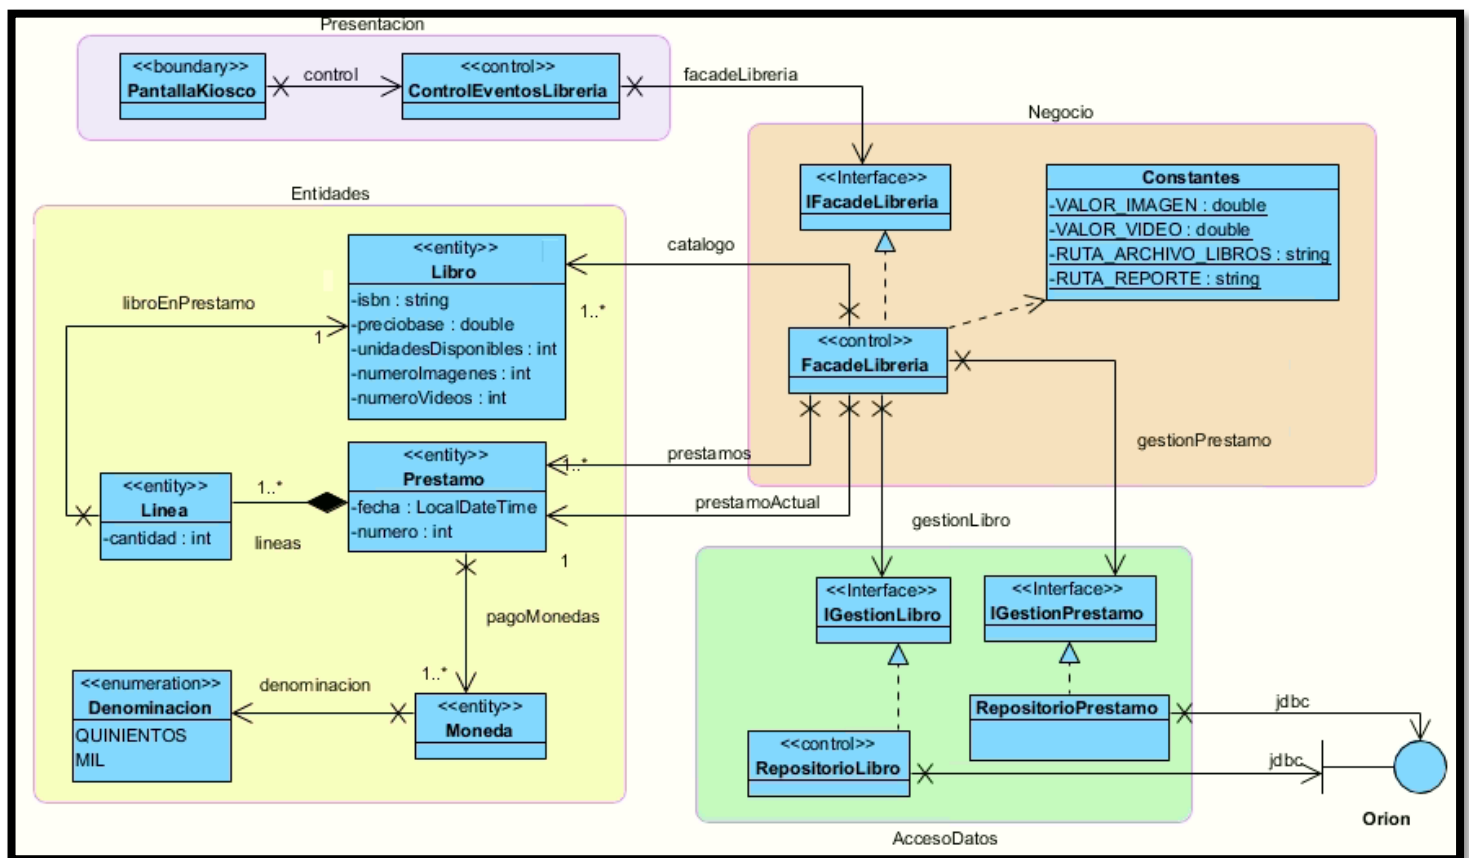 Presentacion
<<boundary>>
PantallaKiosco
control
<<control>>
ControlEventosLibreria
facadeLibreria
Negocio
<<Interface>>
IFacadeLibreria
Constantes
-VALOR_IMAGEN : double
-VALOR_VIDEO : double
-RUTA_ARCHIVO_LIBROS : string
-RUTA_REPORTE : string
<<control>>
FacadeLibreria
catalogo
1..*
prestamos
1..*
prestamoActual
1
gestionLibro
gestionPrestamo
Entidades
<<entity>>
Libro
-isbn : string
-preciobase : double
-unidadesDisponibles : int
-numeroImagenes : int
-numeroVideos : int
libroEnPrestamo
1
<<entity>>
Prestamo
-fecha : LocalDateTime
-numero : int
<<entity>>
Linea
-cantidad : int
1..*
lineas
pagoMonedas
1..*
<<enumeration>>
Denominacion
QUINIENTOS
MIL
denominacion
<<entity>>
Moneda
<<Interface>>
IGestionLibro
<<Interface>>
IGestionPrestamo
RepositorioPrestamo
<<control>>
RepositorioLibro
jdbc
jdbc
Orion
AccesoDatos